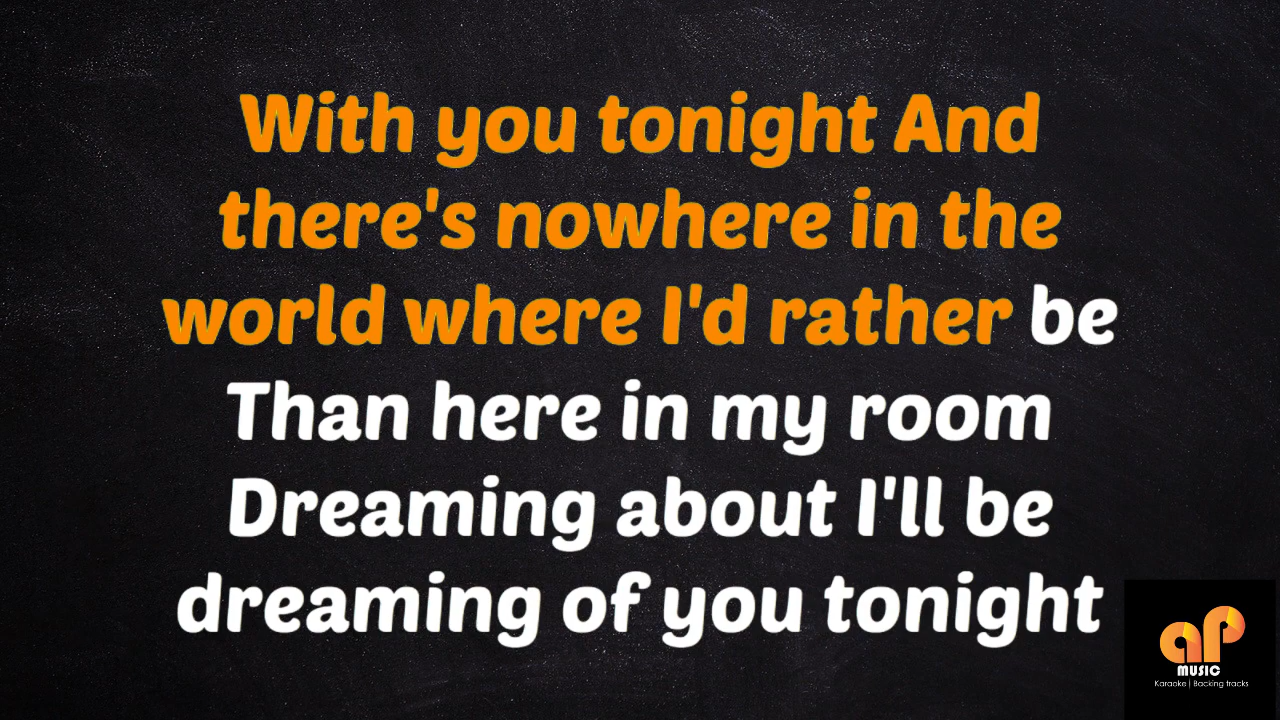 With you tonight And
there's nowhere in the
world where I'd rather be
Than here in my room
Dreaming about I'll be
dreaming of you tonight
ap
MUSIC
Karaoke | Backing tracks